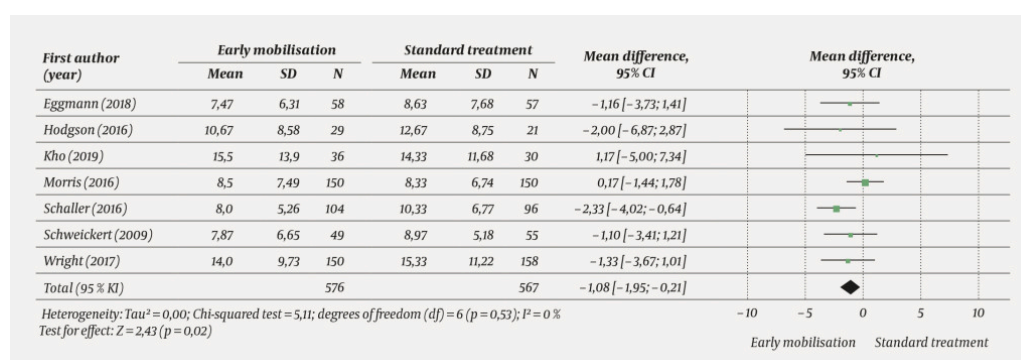 First author (year) Early mobilisation Standard treatment Mean difference, 95% CI Mean difference, 95% CI
Mean SD N Mean SD N
Eggmann (2018) 7,47 6,31 58 8,63 7,68 57 −1,16 [−3,73; 1,41]
Hodgson (2016) 10,67 8,58 29 12,67 8,75 21 −2,00 [−6,87; 2,87]
Kho (2019) 15,5 13,9 36 14,33 11,68 30 1,17 [−5,00; 7,34]
Morris (2016) 8,5 7,49 150 8,33 6,74 150 0,17 [−1,44; 1,78]
Schaller (2016) 8,0 5,26 104 10,33 6,77 96 −2,33 [−4,02; −0,64]
Schweickert (2009) 7,87 6,65 49 8,97 5,18 55 −1,10 [−3,41; 1,21]
Wright (2017) 14,0 9,73 150 15,33 11,22 158 −1,33 [−3,67; 1,01]
Total (95 % KI) 576 567 −1,08 [−1,95; −0,21]
Heterogeneity: Tau² = 0,00; Chi-squared test = 5,11; degrees of freedom (df) = 6 (p = 0,53); I² = 0 %
Test for effect: Z = 2,43 (p = 0,02)
−10 −5 0 5 10
Early mobilisation Standard treatment